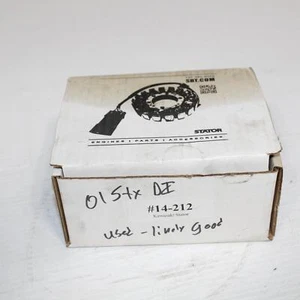 SBT.COM
STATOR
ENGINES | PARTS | ACCESSORIES
01 Stx DI
#14-212
Kawasaki Stator
used - likely good